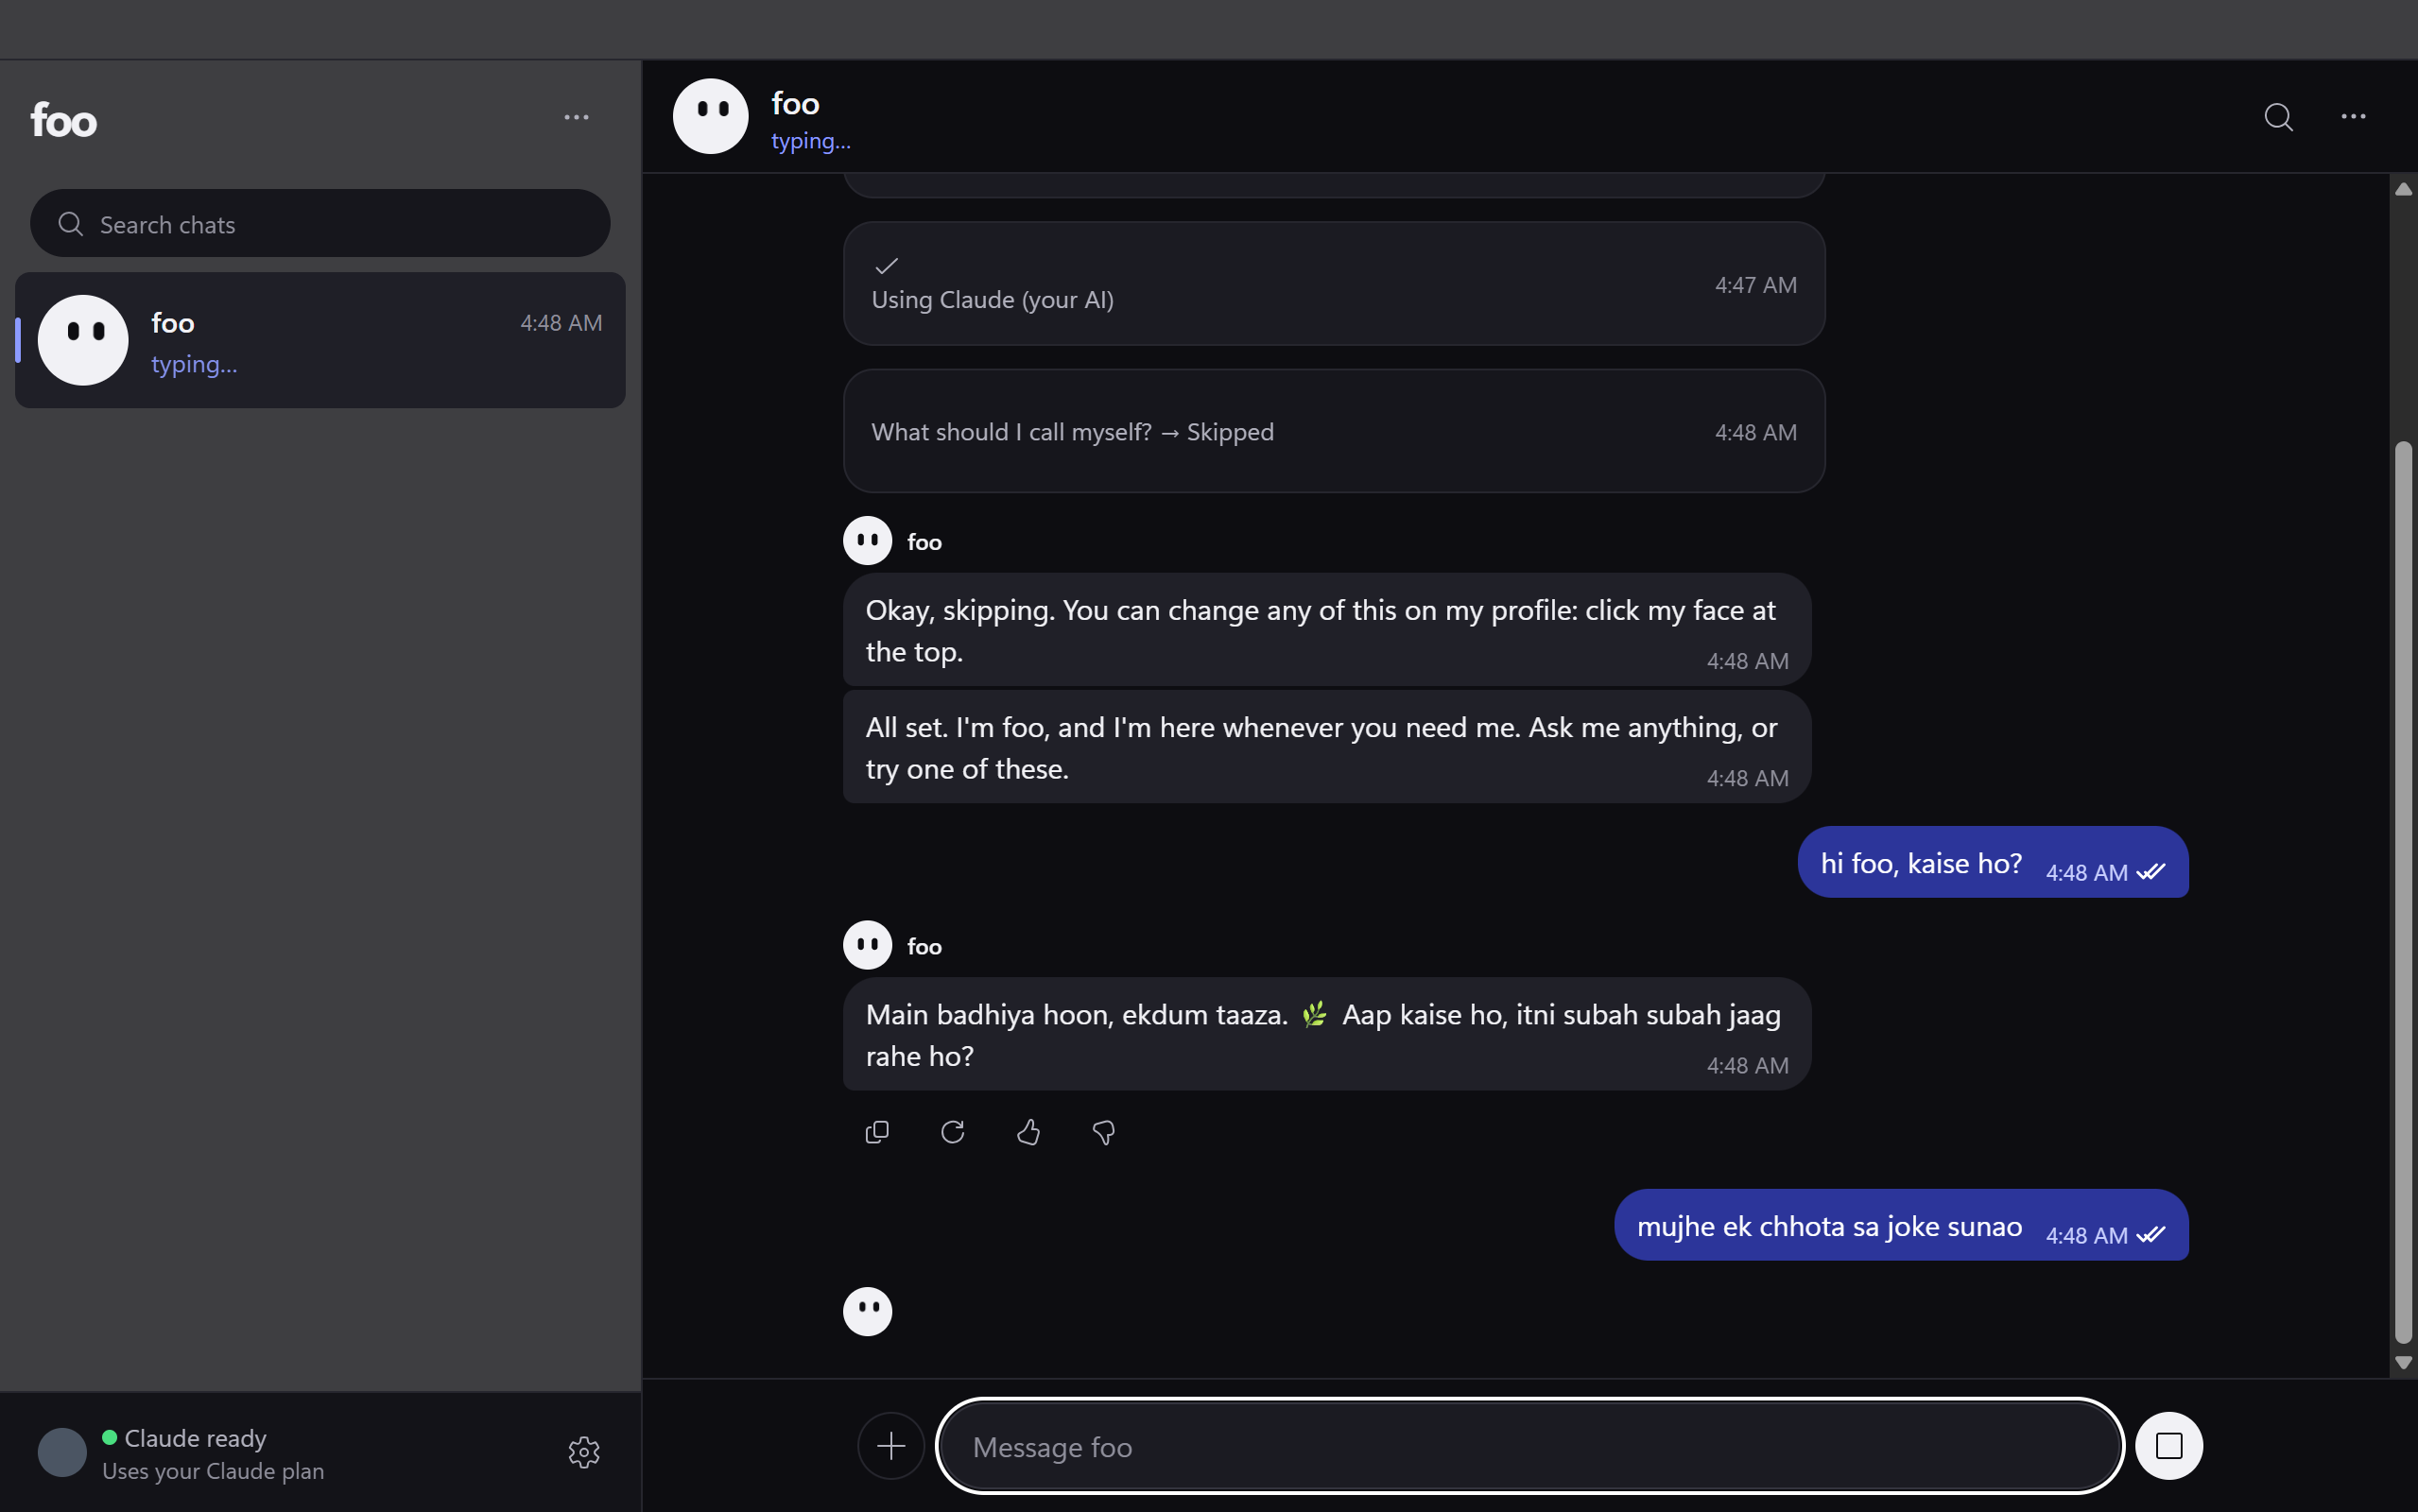 foo
Search chats
foo
4:48 AM
typing...
Claude ready
Uses your Claude plan
foo
typing...
Using Claude (your AI)
4:47 AM
What should I call myself? → Skipped
4:48 AM
foo
Okay, skipping. You can change any of this on my profile: click my face at
the top.
4:48 AM
All set. I'm foo, and I'm here whenever you need me. Ask me anything, or
try one of these.
4:48 AM
hi foo, kaise ho?
4:48 AM
foo
Main badhiya hoon, ekdum taaza. 🌿 Aap kaise ho, itni subah subah jaag
rahe ho?
4:48 AM
mujhe ek chhota sa joke sunao
4:48 AM
Message foo